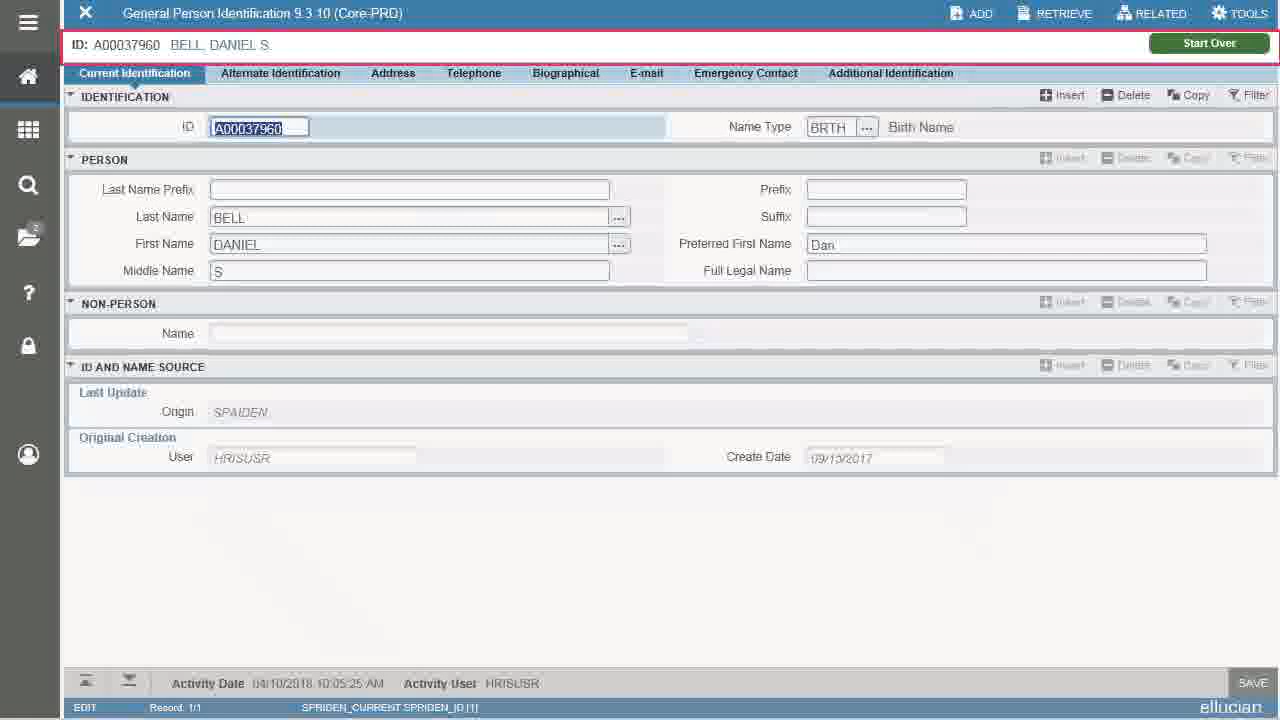 General Person Identification 9.3.10 (Core-PRD) ADD RETRIEVE RELATED TOOLS
ID: A00037960 BELL, DANIEL S. Start Over
Current Identification Alternate Identification Address Telephone Biographical E-mail Emergency Contact Additional Identification
IDENTIFICATION Insert Delete Copy Filter
ID A00037960 Name Type BRTH ... Birth Name
PERSON Insert Delete Copy Filter
Last Name Prefix Prefix
Last Name BELL ... Suffix
First Name DANIEL ... Preferred First Name Dan
Middle Name S Full Legal Name
2
?
NON-PERSON Insert Delete Copy Filter
Name
ID AND NAME SOURCE Insert Delete Copy Filter
Last Update
Origin SPAIDEN
Original Creation
User HRISUSR Create Date
Activity Date 04/10/2018 10:05:25 AM Activity User HRISUSR SAVE
EDIT Record: 1/1 SPRIDEN_CURRENT.SPRIDEN_ID [1] ellucian